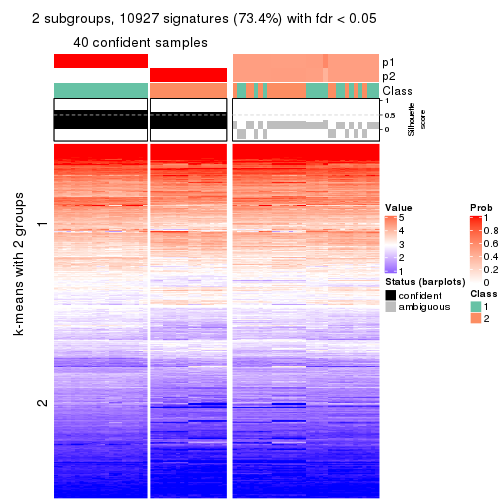 2 subgroups, 10927 signatures (73.4%) with fdr < 0.05
40 confident samples
p1
p2
Class
1
0.5
0
Silhouette
score
k-means with 2 groups
1
2
Value
5
4
3
2
1
Status (barplots)
confident
ambiguous
Prob
1
0.8
0.6
0.4
0.2
0
Class
1
2